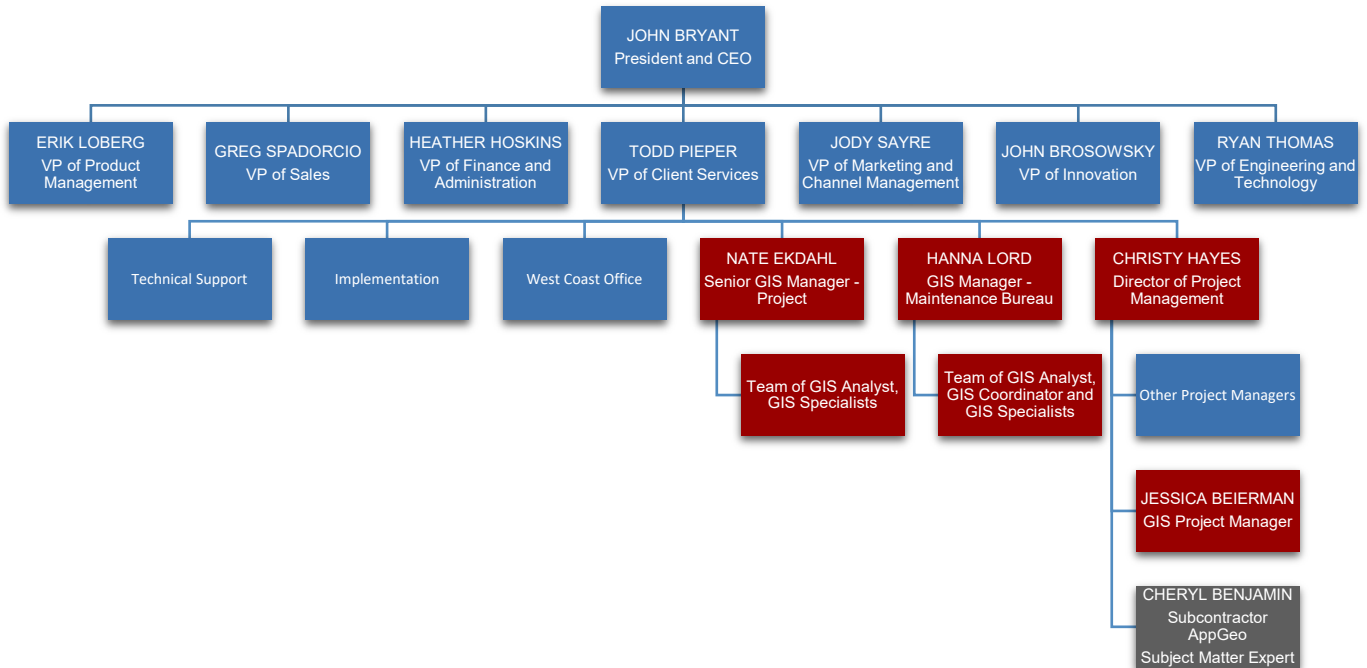 JOHN BRYANT
President and CEO
ERIK LOBERG
VP of Product
Management
GREG SPADORCIO
VP of Sales
HEATHER HOSKINS
VP of Finance and
Administration
TODD PIEPER
VP of Client Services
JODY SAYRE
VP of Marketing and
Channel Management
JOHN BROSOWSKY
VP of Innovation
RYAN THOMAS
VP of Engineering and
Technology
Technical Support
Implementation
West Coast Office
NATE EKDAHL
Senior GIS Manager -
Project
HANNA LORD
GIS Manager -
Maintenance Bureau
CHRISTY HAYES
Director of Project
Management
Team of GIS Analyst,
GIS Specialists
Team of GIS Analyst,
GIS Coordinator and
GIS Specialists
Other Project Managers
JESSICA BEIERMAN
GIS Project Manager
CHERYL BENJAMIN
Subcontractor
AppGeo
Subject Matter Expert